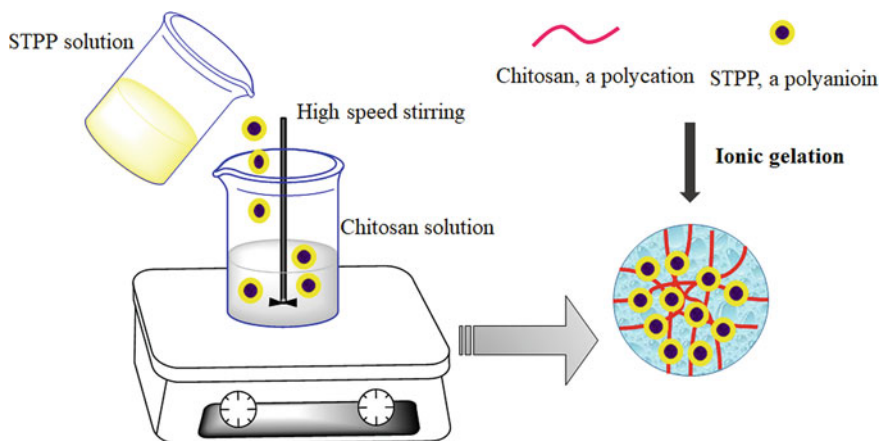 STPP solution
High speed stirring
Chitosan solution
Chitosan, a polycation
STPP, a polyanioin
Ionic gelation